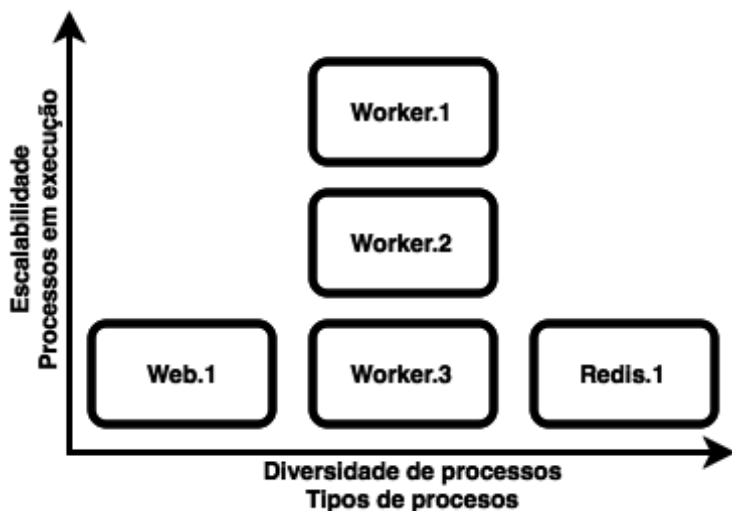 Escalabilidade
Processos em execução
Worker.1
Worker.2
Web.1
Worker.3
Redis.1
Diversidade de processos
Tipos de procesos